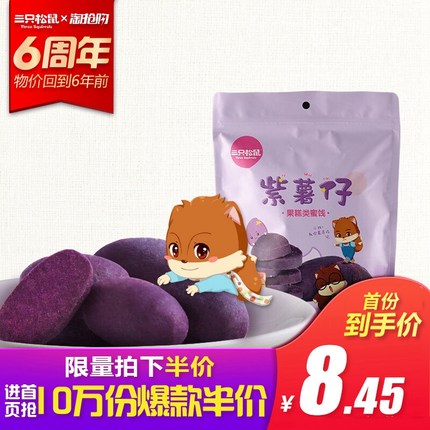 三只松鼠×淘抢购
Three Squirrels
6周年
物价回到6年前
三只松鼠
Three Squirrels
紫薯仔
果糕类蜜饯
首份
到手价
限量拍下半价
进首页抢10万份爆款半价
¥8.45